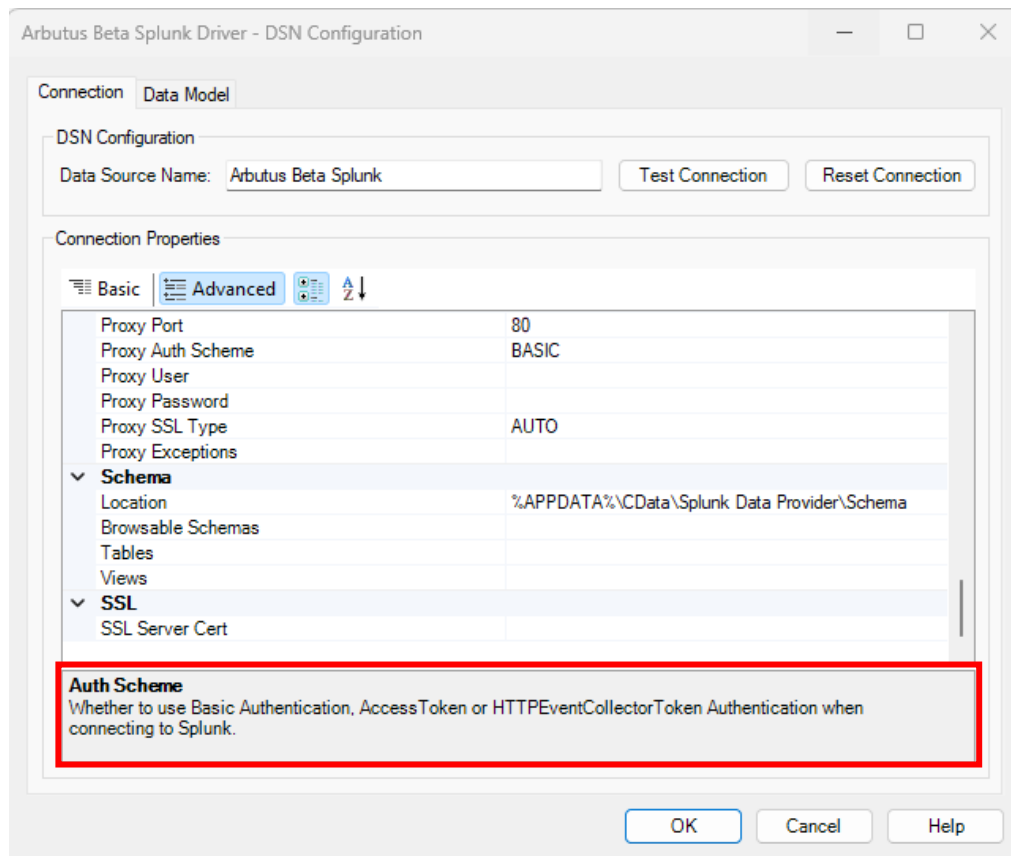 Arbutus Beta Splunk Driver - DSN Configuration
Connection Data Model
DSN Configuration
Data Source Name: Arbutus Beta Splunk Test Connection Reset Connection
Connection Properties
Basic Advanced
Proxy Port 80
Proxy Auth Scheme BASIC
Proxy User
Proxy Password
Proxy SSL Type AUTO
Proxy Exceptions
Schema
Location %APPDATA%\CData\Splunk Data Provider\Schema
Browsable Schemas
Tables
Views
SSL
SSL Server Cert
Auth Scheme
Whether to use Basic Authentication, AccessToken or HTTPEventCollectorToken Authentication when
connecting to Splunk.
OK Cancel Help